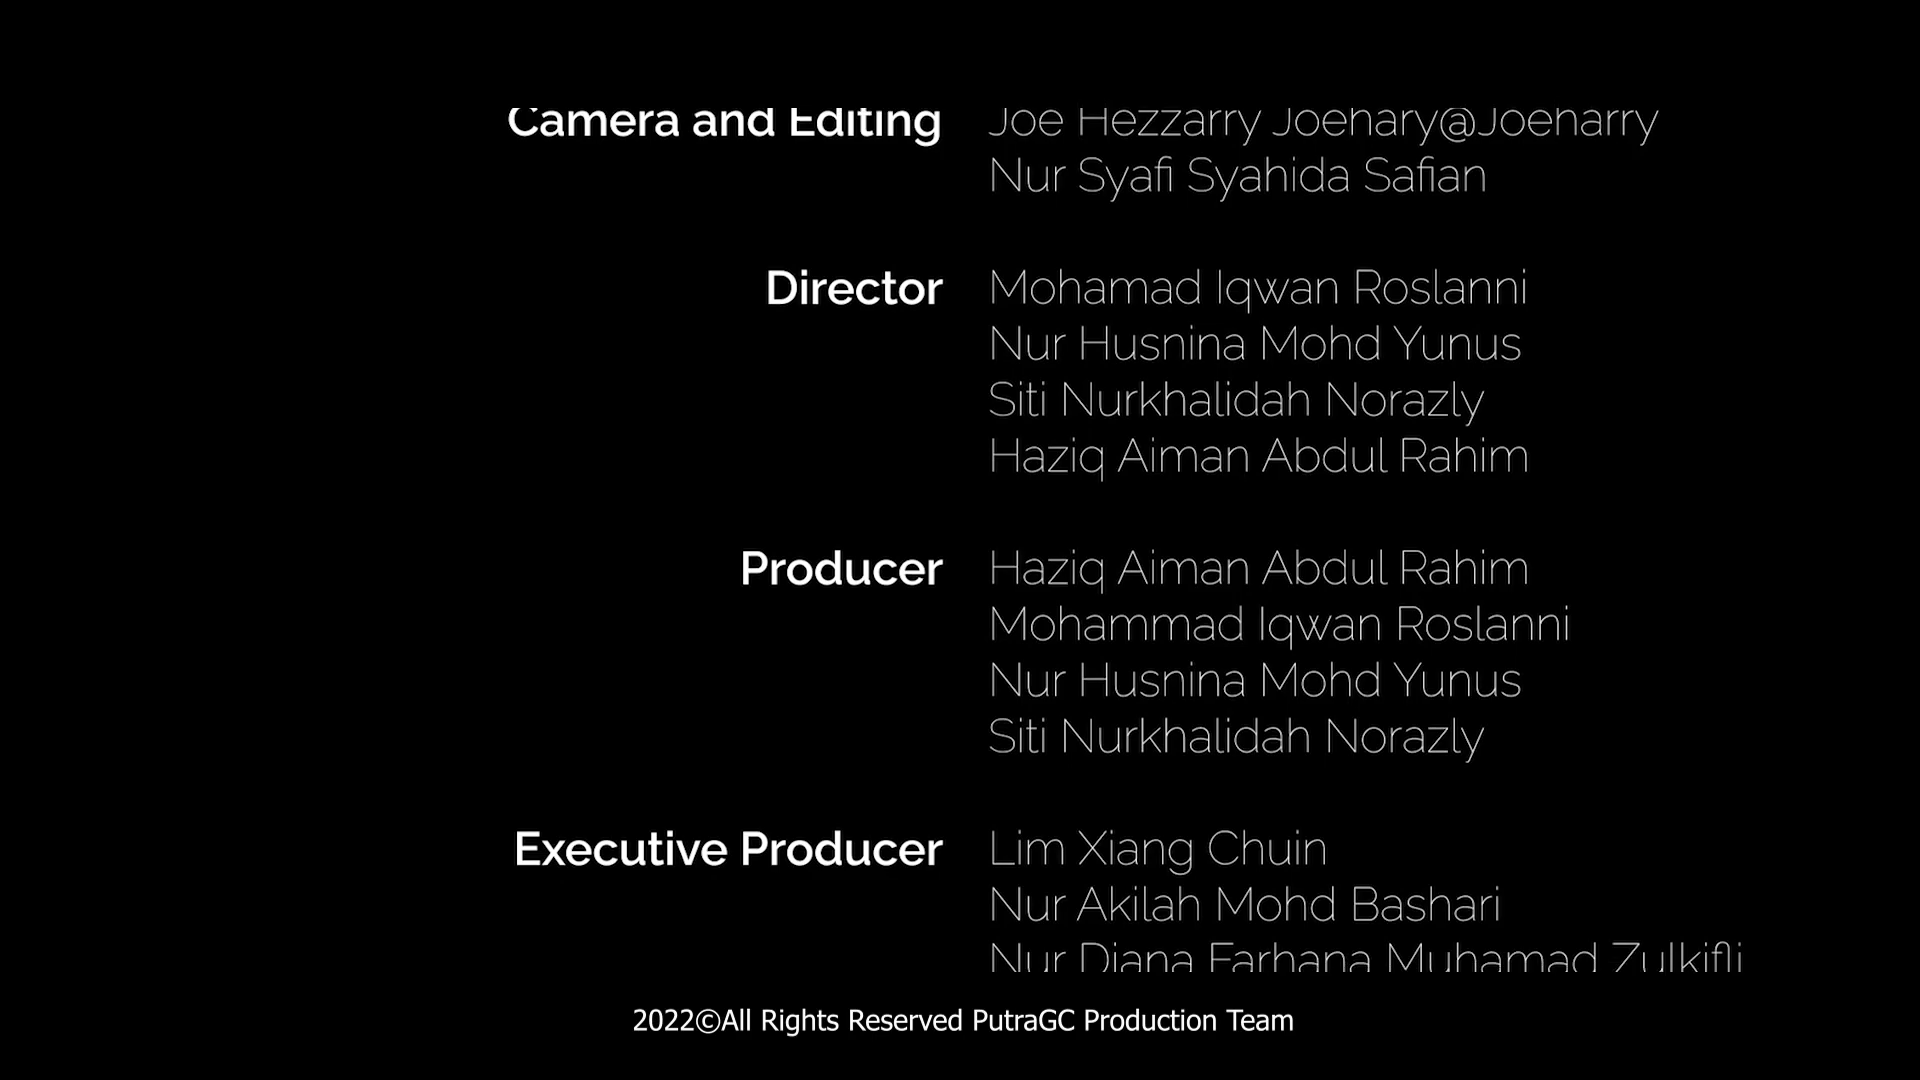 Camera and Editing Joe Hezzarry Joehary@Joeharry
Nur Syafi Syahida Safian
Director Mohamad Iqwan Roslanni
Nur Husnina Mohd Yunus
Siti Nurkhalidah Norazly
Haziq Aiman Abdul Rahim
Producer Haziq Aiman Abdul Rahim
Mohammad Iqwan Roslanni
Nur Husnina Mohd Yunus
Siti Nurkhalidah Norazly
Executive Producer Lim Xiang Chuin
Nur Akilah Mohd Bashari
Nur Diana Farhana Muhamad Zulkifli
2022©All Rights Reserved PutraGC Production Team